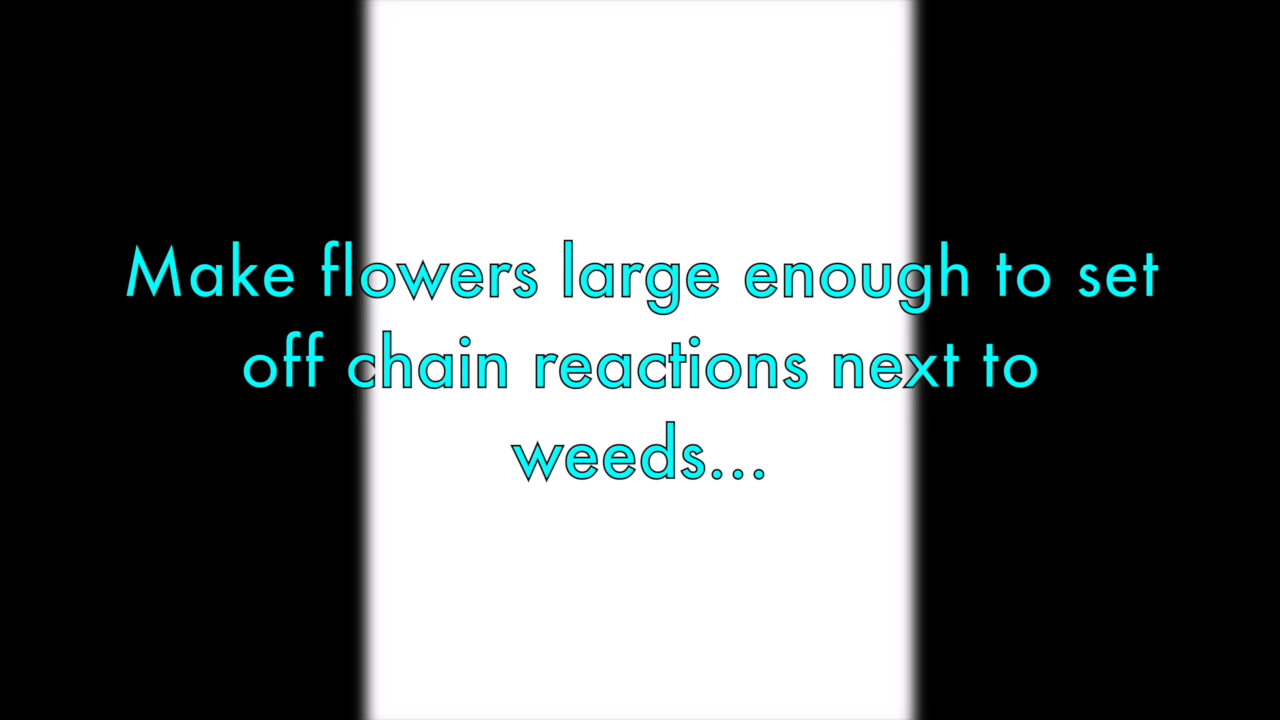 Make flowers large enough to set
off chain reactions next to
weeds...